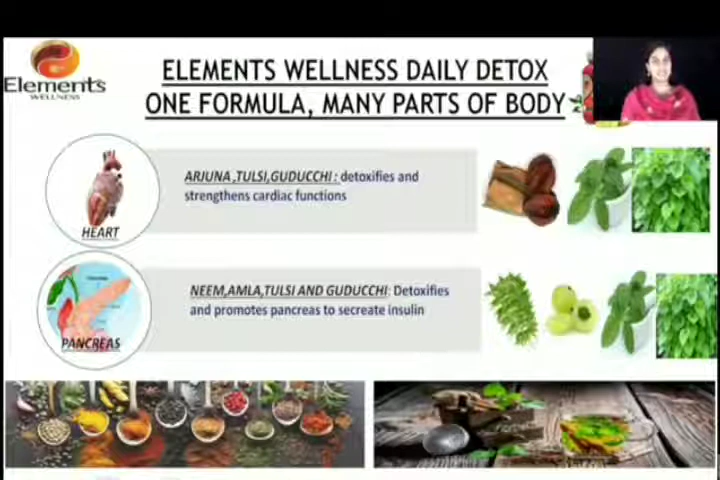 Elements
WELLNESS
ELEMENTS WELLNESS DAILY DETOX
ONE FORMULA, MANY PARTS OF BODY
ARJUNA ,TULSI,GUDUCCHI : detoxifies and
strengthens cardiac functions
HEART
NEEM,AMLA,TULSI AND GUDUCCHI: Detoxifies
and promotes pancreas to secreate insulin
PANCREAS